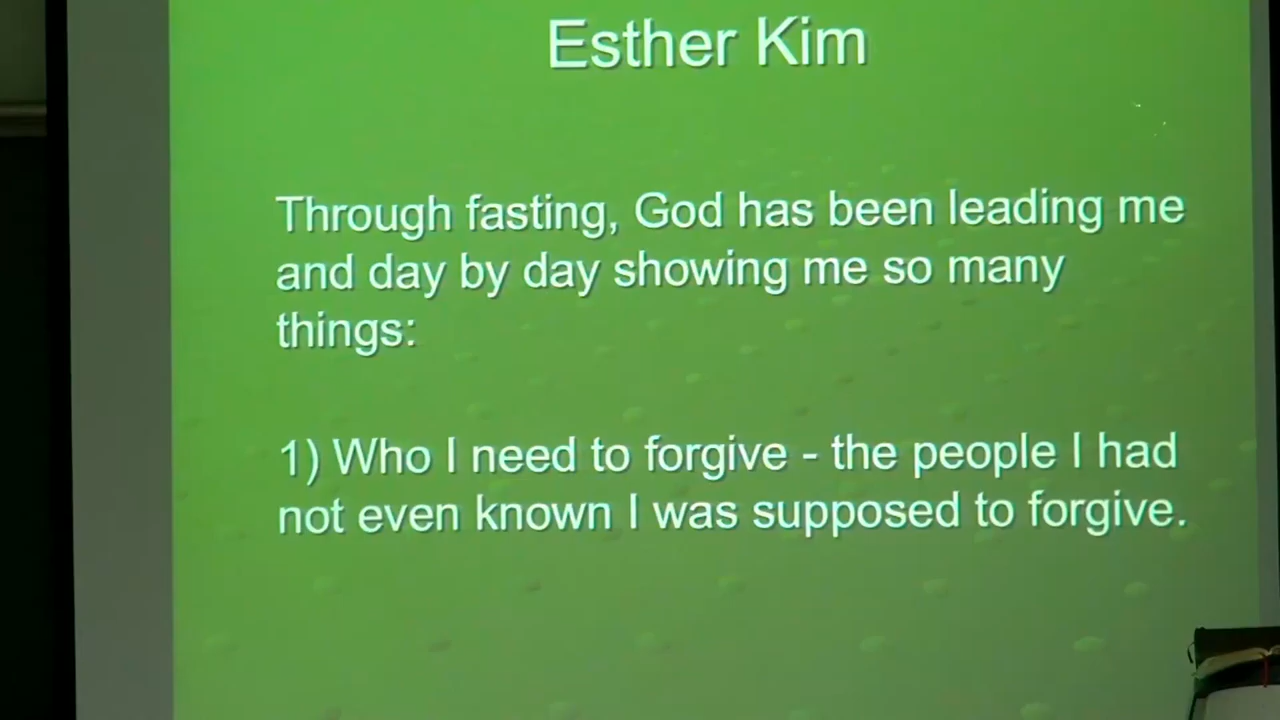 Esther Kim
Through fasting, God has been leading me
and day by day showing me so many
things:
1) Who I need to forgive - the people I had
not even known I was supposed to forgive.